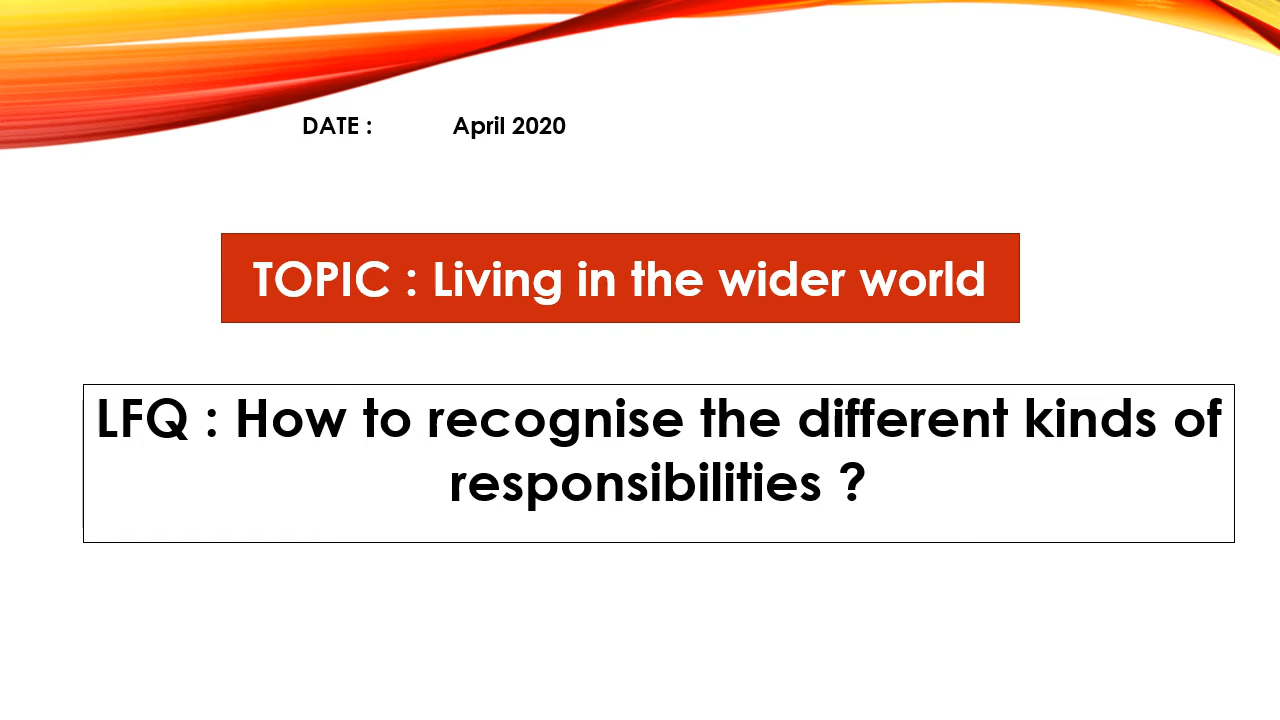 DATE : April 2020
TOPIC : Living in the wider world
LFQ : How to recognise the different kinds of
responsibilities ?